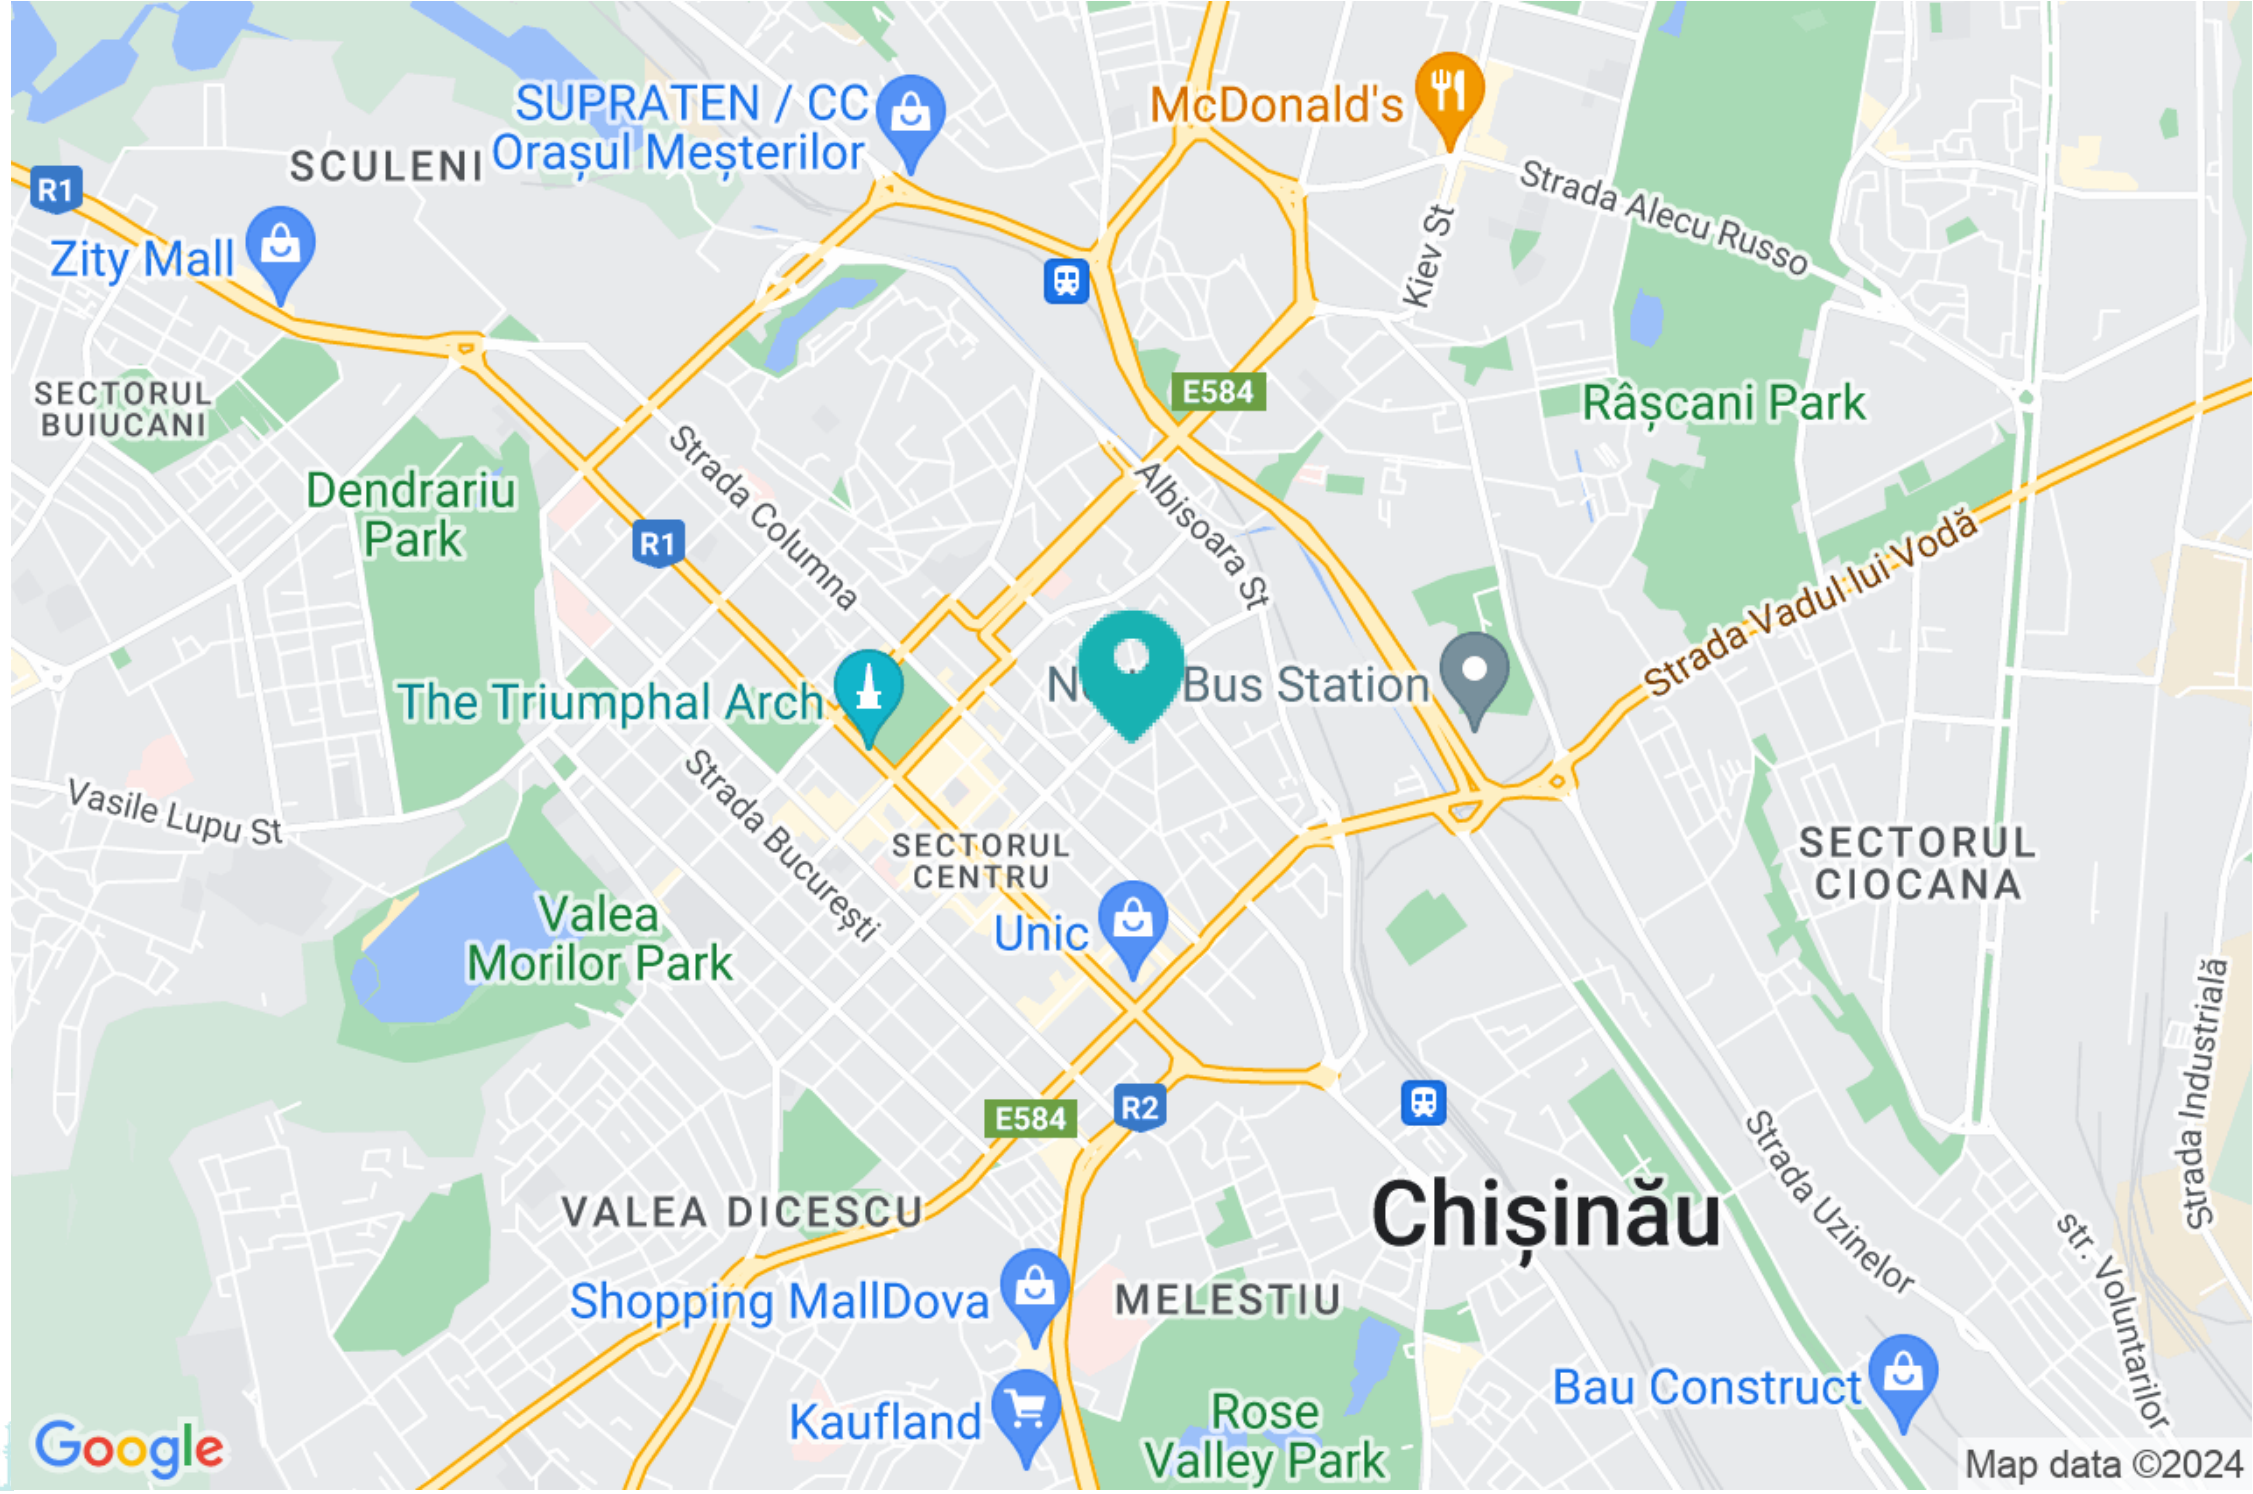 SUPRATEN / CC
Orașul Meșterilor
McDonald's
SCULENI
R1
Zity Mall
Strada Alecu Russo
Kiev St
SECTORUL
BUIUCANI
E584
Râșcani Park
Dendrariu
Park
Strada Columna
R1
Albișoara St
Strada Vadul lui Vodă
Bus Station
The Triumphal Arch
Vasile Lupu St
Strada București
SECTORUL
CENTRU
SECTORUL
CIOCANA
Valea
Morilor Park
Unic
Strada Industrială
E584
R2
Strada Uzinelor
VALEA DICESCU
Chișinău
str. Voluntarilor
Shopping MallDova
MELESTIU
Bau Construct
Kaufland
Rose
Valley Park
Google
Map data ©2024